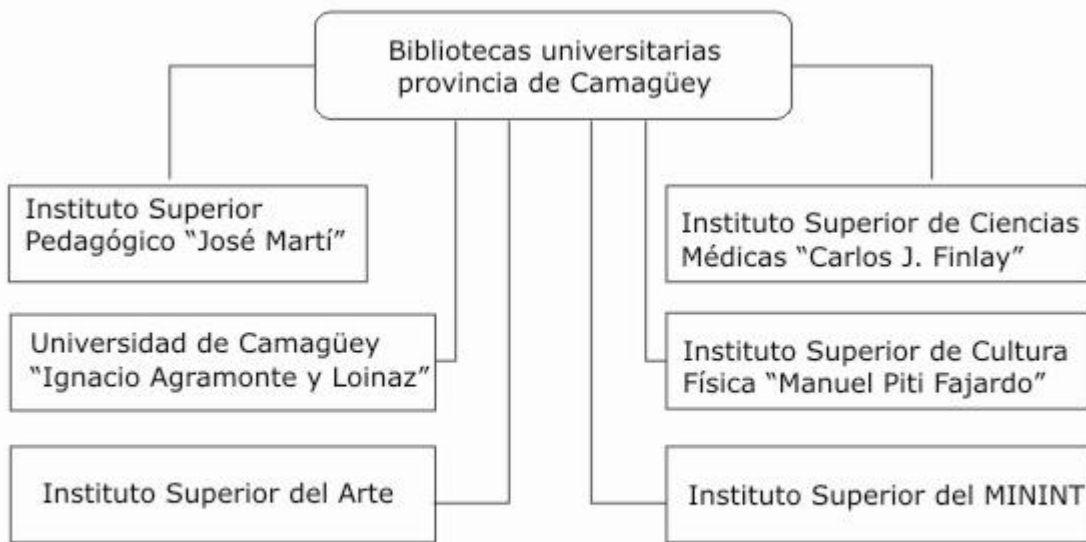 Bibliotecas universitarias
provincia de Camagüey
Instituto Superior
Pedagógico “José Martí”
Instituto Superior de Ciencias
Médicas “Carlos J. Finlay”
Universidad de Camagüey
“Ignacio Agramonte y Loinaz”
Instituto Superior de Cultura
Física “Manuel Piti Fajardo”
Instituto Superior del Arte
Instituto Superior del MININT